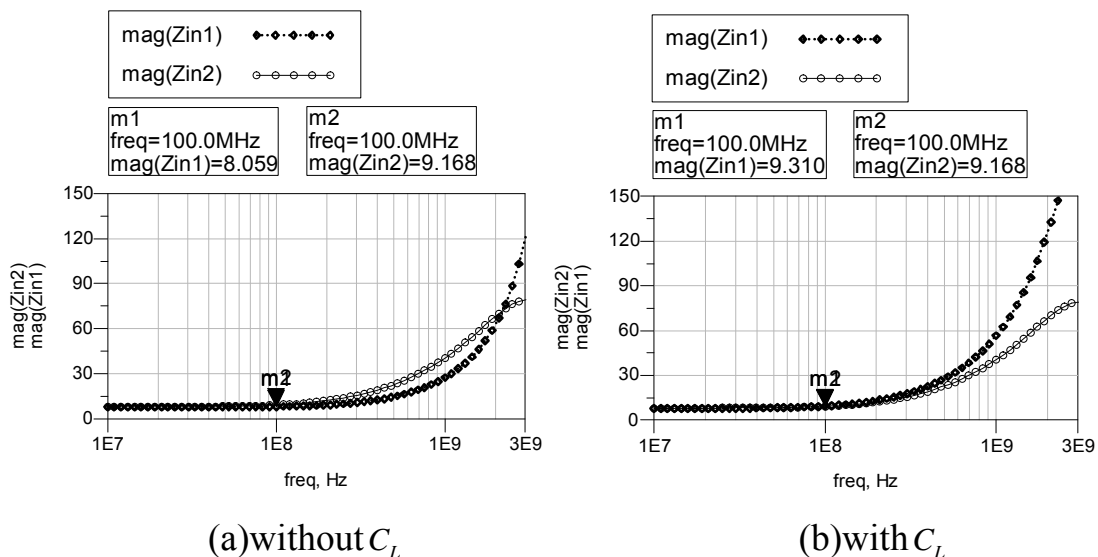 mag(Zin1)
mag(Zin2)
m1
freq=100.0MHz
mag(Zin1)=8.059
m2
freq=100.0MHz
mag(Zin2)=9.168
150
120
90
60
30
0
mag(Zin2)
mag(Zin1)
m2
1E7
1E8
1E9
3E9
freq, Hz
(a)without C_L
mag(Zin1)
mag(Zin2)
m1
freq=100.0MHz
mag(Zin1)=9.310
m2
freq=100.0MHz
mag(Zin2)=9.168
150
120
90
60
30
0
mag(Zin2)
mag(Zin1)
m2
1E7
1E8
1E9
3E9
freq, Hz
(b)with C_L